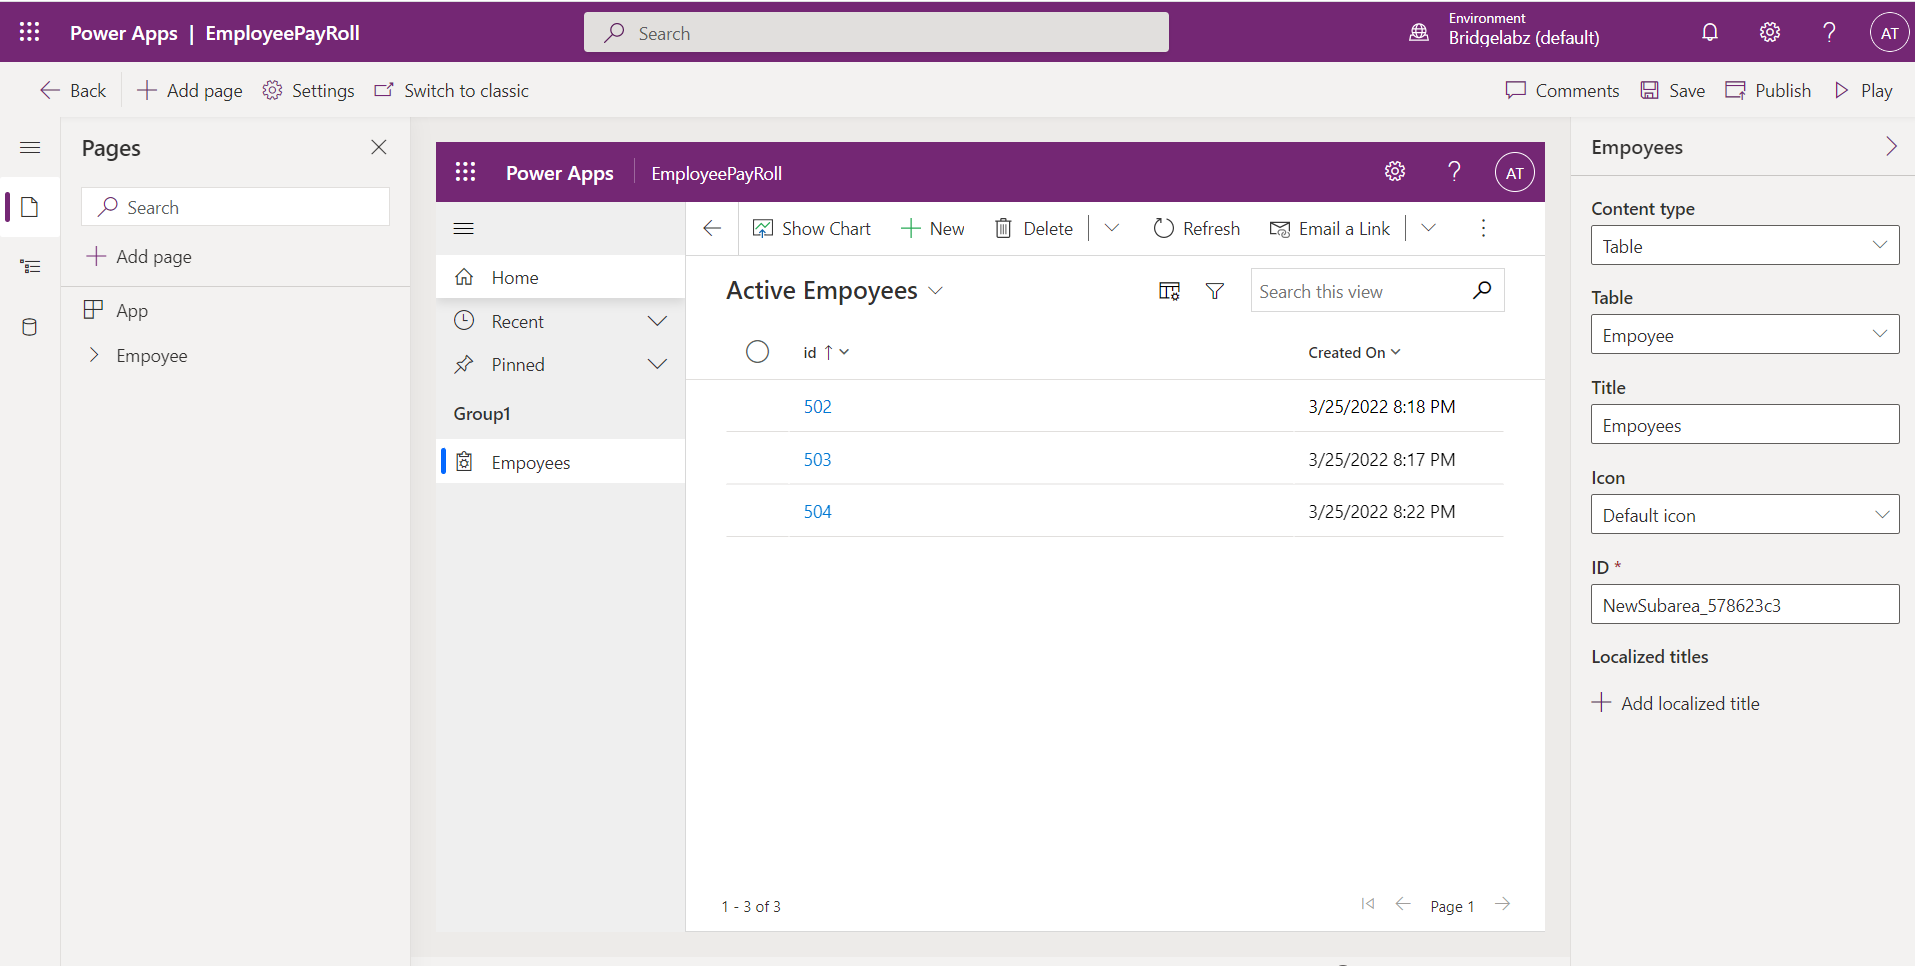 Power Apps | EmployeePayRoll
Search
Environment
Bridgelabz (default)
AT
Back
Add page
Settings
Switch to classic
Comments
Save
Publish
Play
Pages
Search
Add page
App
Empoyee
Power Apps
EmployeePayRoll
AT
Home
Recent
Pinned
Group1
Empoyees
Show Chart
New
Delete
Refresh
Email a Link
Active Empoyees
Search this view
id
Created On
502 3/25/2022 8:18 PM
503 3/25/2022 8:17 PM
504 3/25/2022 8:22 PM
1 - 3 of 3
Page 1
Empoyees
Content type
Table
Table
Empoyee
Title
Empoyees
Icon
Default icon
ID *
NewSubarea_578623c3
Localized titles
Add localized title